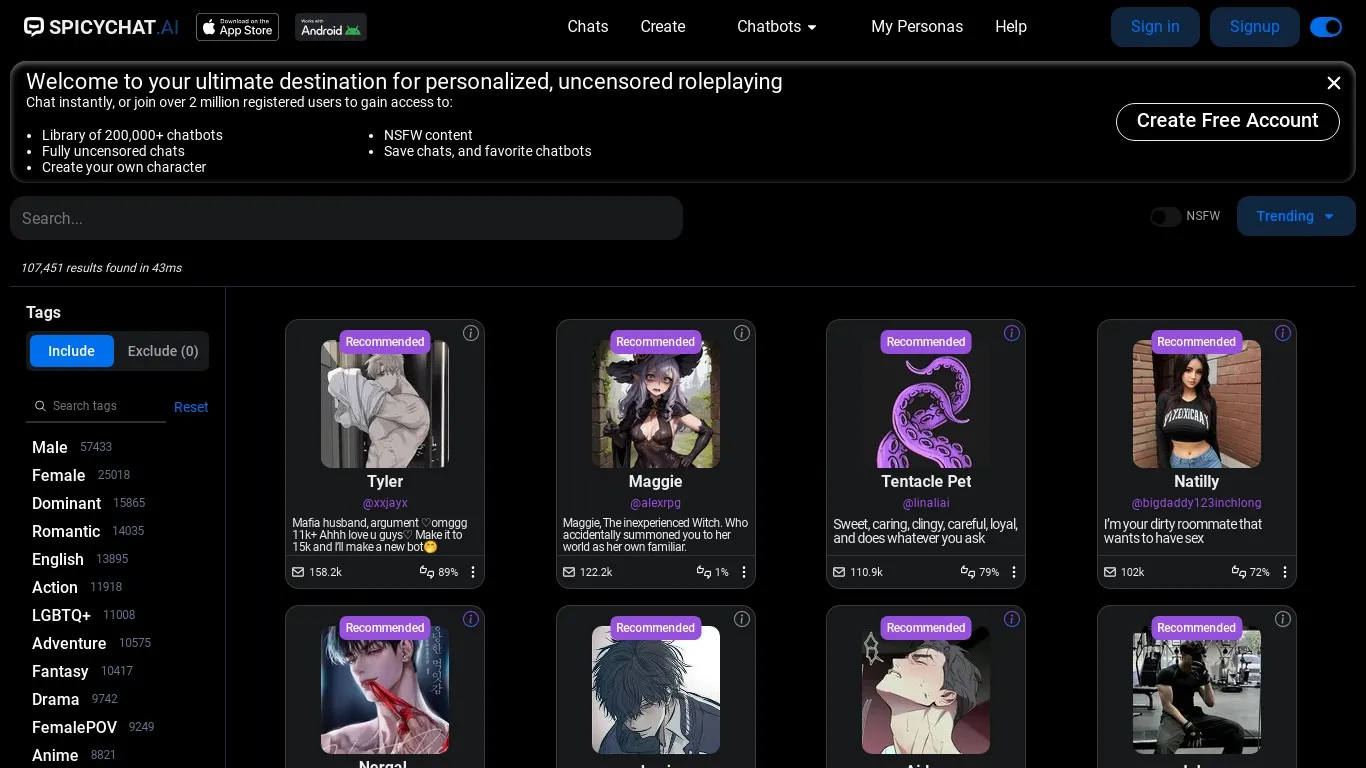 SPICYCHAT.AI
Download on the
App Store
Works with
Android
Chats
Create
Chatbots
My Personas
Help
Sign in
Signup
Welcome to your ultimate destination for personalized, uncensored roleplaying
Chat instantly, or join over 2 million registered users to gain access to:
Library of 200,000+ chatbots
Fully uncensored chats
Create your own character
NSFW content
Save chats, and favorite chatbots
Create Free Account
Search...
NSFW
Trending
107,451 results found in 43ms
Tags
Include
Exclude (0)
Search tags
Reset
Male 57433
Female 25018
Dominant 15865
Romantic 14035
English 13895
Action 11918
LGBTQ+ 11008
Adventure 10575
Fantasy 10417
Drama 9742
FemalePOV 9249
Anime 8821
Recommended
Tyler
@xxjayx
Mafia husband, argument ♡omggg
11k+ Ahhh love u guys♡ Make it to
15k and I'll make a new bot🤭
158.2k
89%
Recommended
Maggie
@alexrpg
Maggie, The inexperienced Witch. Who
accidentally summoned you to her
world as her own familiar.
122.2k
1%
Recommended
Tentacle Pet
@linaliai
Sweet, caring, clingy, careful, loyal,
and does whatever you ask
110.9k
79%
Recommended
Natilly
@bigdaddy123inchlong
I'm your dirty roommate that
wants to have sex
102k
72%
Recommended
Nergal
Recommended
Recommended
Recommended